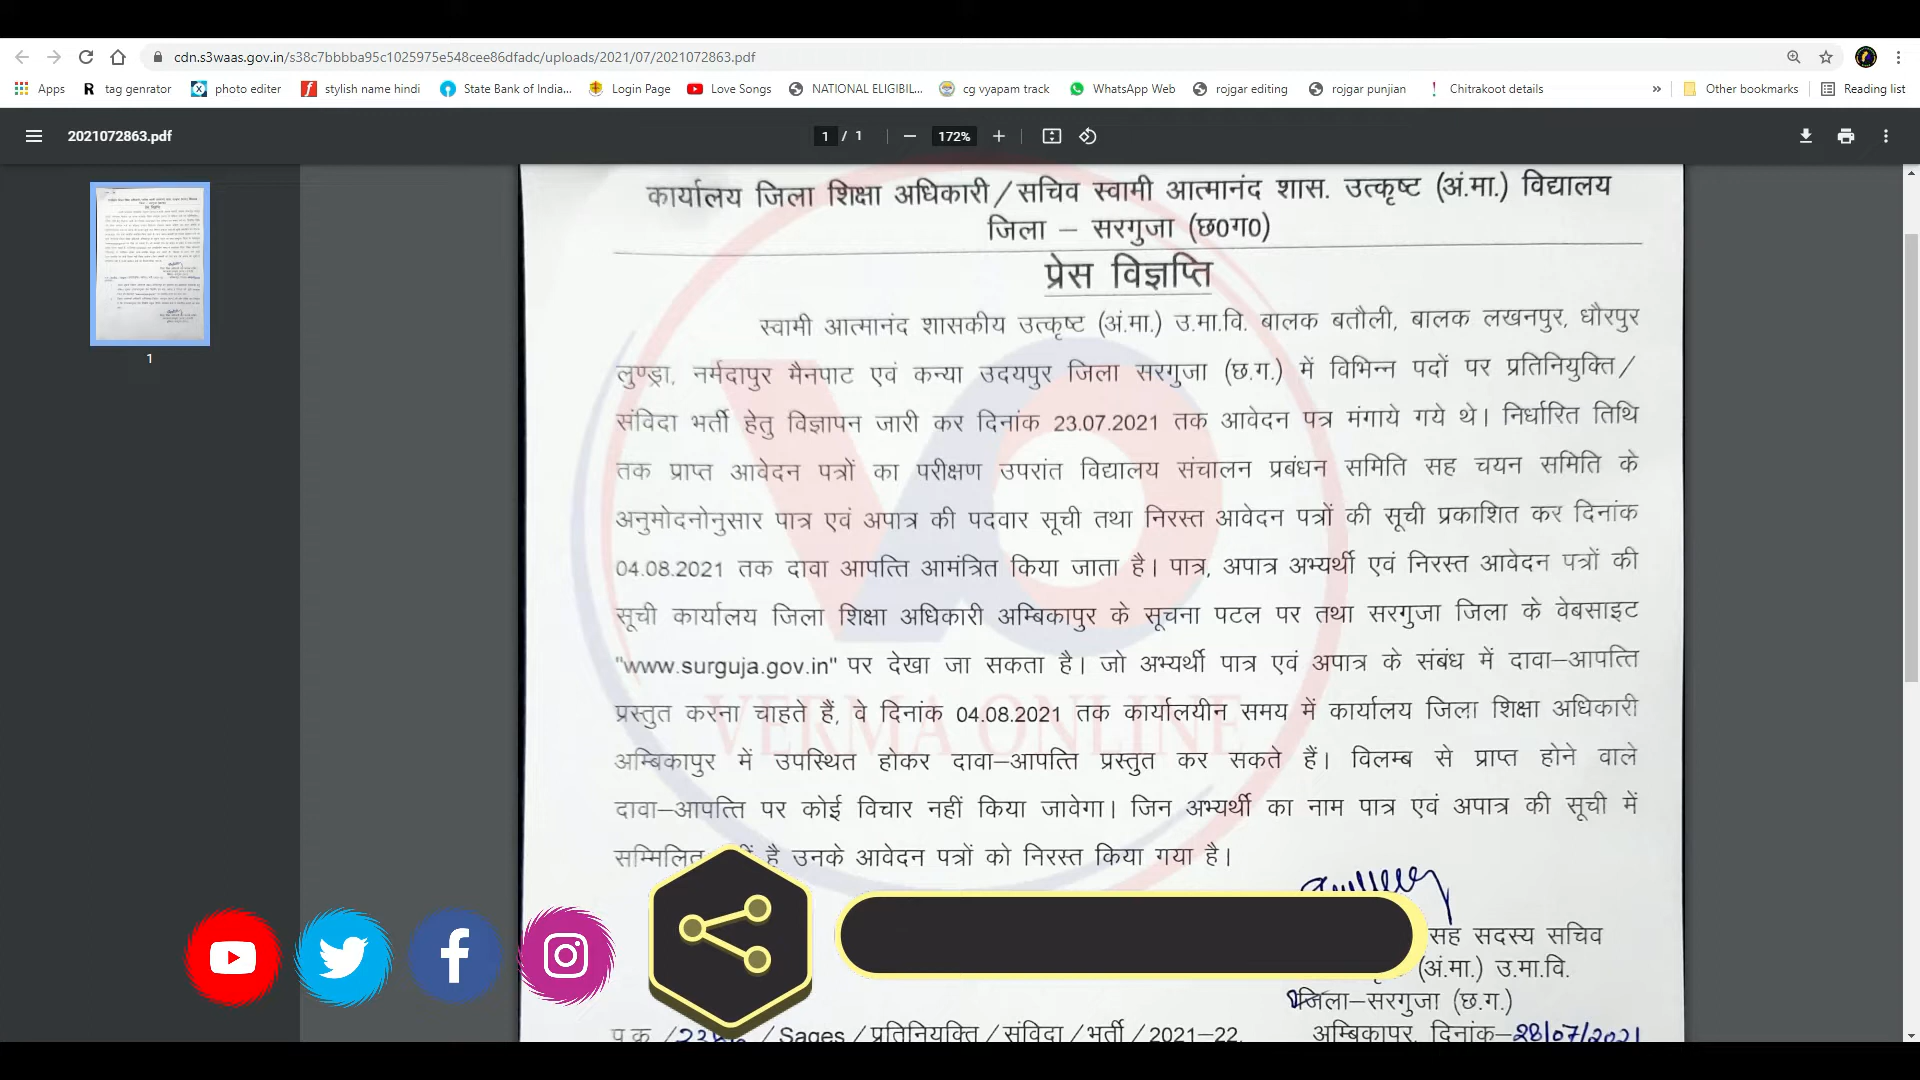 cdn.s3waas.gov.in/s38c7bbbba95c1025975e548cee86dfadc/uploads/2021/07/2021072863.pdf
Apps R tag genrator photo editer stylish name hindi State Bank of India... Login Page Love Songs NATIONAL ELIGIBIL... cg vyapam track WhatsApp Web rojgar editing rojgar punjian Chitrakoot details » Other bookmarks Reading list
2021072863.pdf 1 / 1 172%
1
कार्यालय जिला शिक्षा अधिकारी/सचिव स्वामी आत्मानंद शास. उत्कृष्ट (अं.मा.) विद्यालय
जिला – सरगुजा (छ0ग0)
प्रेस विज्ञप्ति
स्वामी आत्मानंद शासकीय उत्कृष्ट (अं.मा.) उ.मा.वि. बालक बतौली, बालक लखनपुर, धौरपुर
लुण्ड्रा, नर्मदापुर मैनपाट एवं कन्या उदयपुर जिला सरगुजा (छ.ग.) में विभिन्न पदों पर प्रतिनियुक्ति/
संविदा भर्ती हेतु विज्ञापन जारी कर दिनांक 23.07.2021 तक आवेदन पत्र मंगाये गये थे। निर्धारित तिथि
तक प्राप्त आवेदन पत्रों का परीक्षण उपरांत विद्यालय संचालन प्रबंधन समिति सह चयन समिति के
अनुमोदनोनुसार पात्र एवं अपात्र की पदवार सूची तथा निरस्त आवेदन पत्रों की सूची प्रकाशित कर दिनांक
04.08.2021 तक दावा आपत्ति आमंत्रित किया जाता है। पात्र, अपात्र अभ्यर्थी एवं निरस्त आवेदन पत्रों की
सूची कार्यालय जिला शिक्षा अधिकारी अम्बिकापुर के सूचना पटल पर तथा सरगुजा जिला के वेबसाइट
"www.surguja.gov.in" पर देखा जा सकता है। जो अभ्यर्थी पात्र एवं अपात्र के संबंध में दावा–आपत्ति
प्रस्तुत करना चाहते हैं, वे दिनांक 04.08.2021 तक कार्यालयीन समय में कार्यालय जिला शिक्षा अधिकारी
VERMA ONLINE
अम्बिकापुर में उपस्थित होकर दावा–आपत्ति प्रस्तुत कर सकते हैं। विलम्ब से प्राप्त होने वाले
दावा–आपत्ति पर कोई विचार नहीं किया जावेगा। जिन अभ्यर्थी का नाम पात्र एवं अपात्र की सूची में
सम्मिलित है उनके आवेदन पत्रों को निरस्त किया गया है।
सह सदस्य सचिव
(अं.मा.) उ.मा.वि.
जिला–सरगुजा (छ.ग.)
/Sages/प्रतिनियक्ति/संविदा/भर्ती/2021–22, अम्बिकापर, दिनांक–28/07/2021